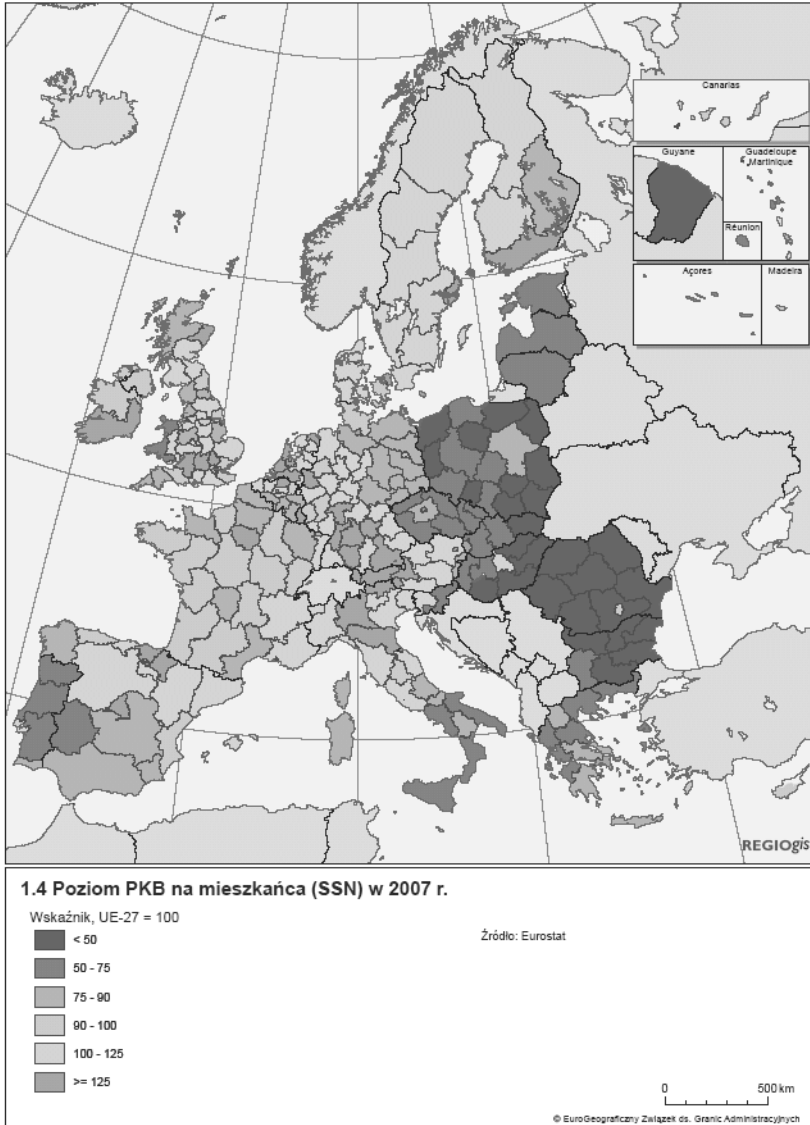 Canarias
Guyane
Guadeloupe
Martinique
Réunion
Açores
Madeira
REGIOgis
1.4 Poziom PKB na mieszkańca (SSN) w 2007 r.
Wskaźnik, UE-27 = 100
< 50
50 - 75
75 - 90
90 - 100
100 - 125
>= 125
Źródło: Eurostat
0 500 km
© EuroGeograficzny Związek ds. Granic Administracyjnych